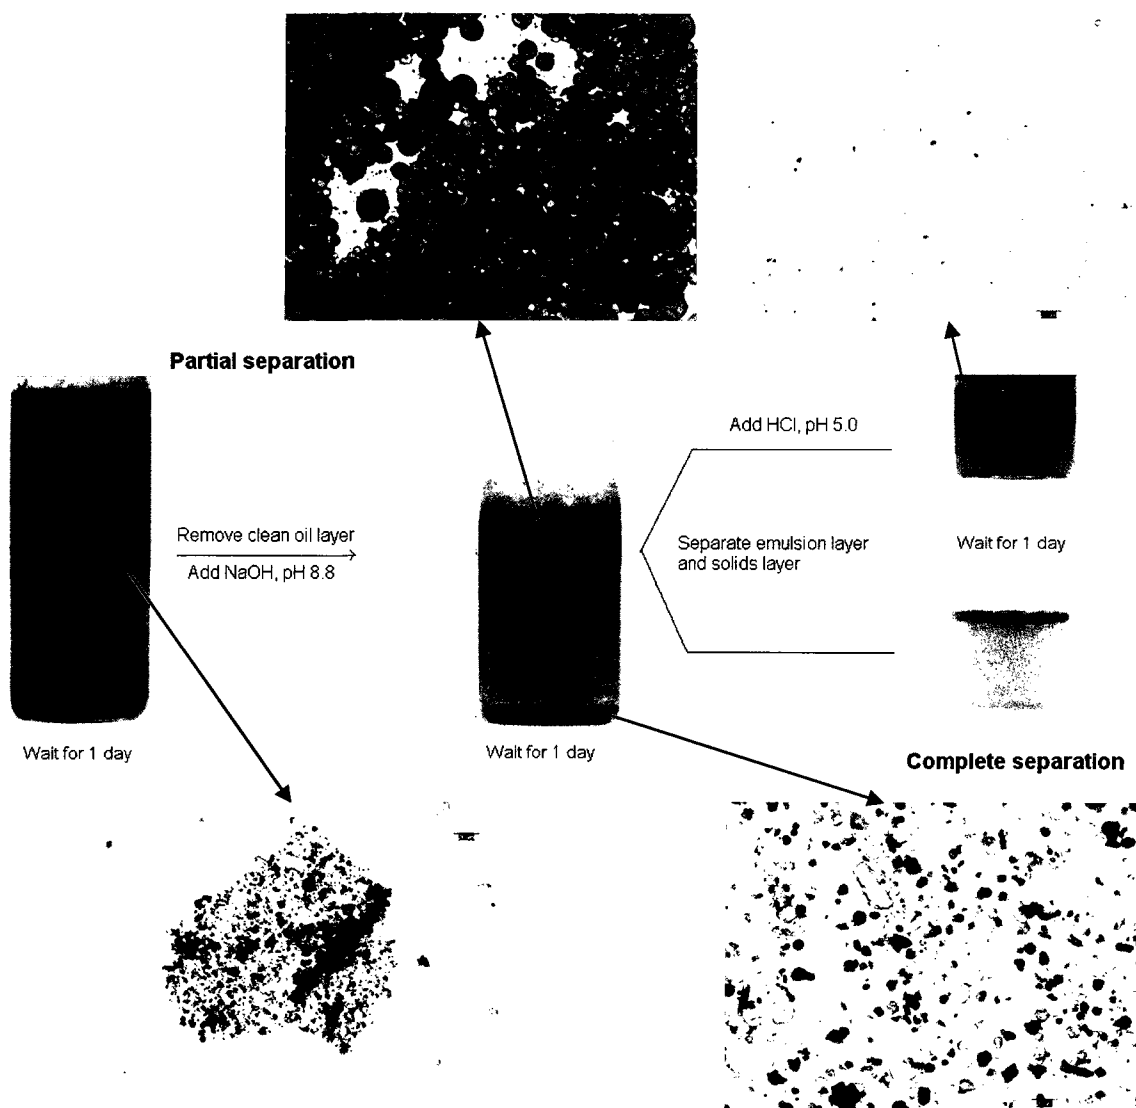 Partial separation
Add HCl, pH 5.0
Remove clean oil layer
Add NaOH, pH 8.8
Separate emulsion layer
and solids layer
Wait for 1 day
Wait for 1 day
Wait for 1 day
Complete separation